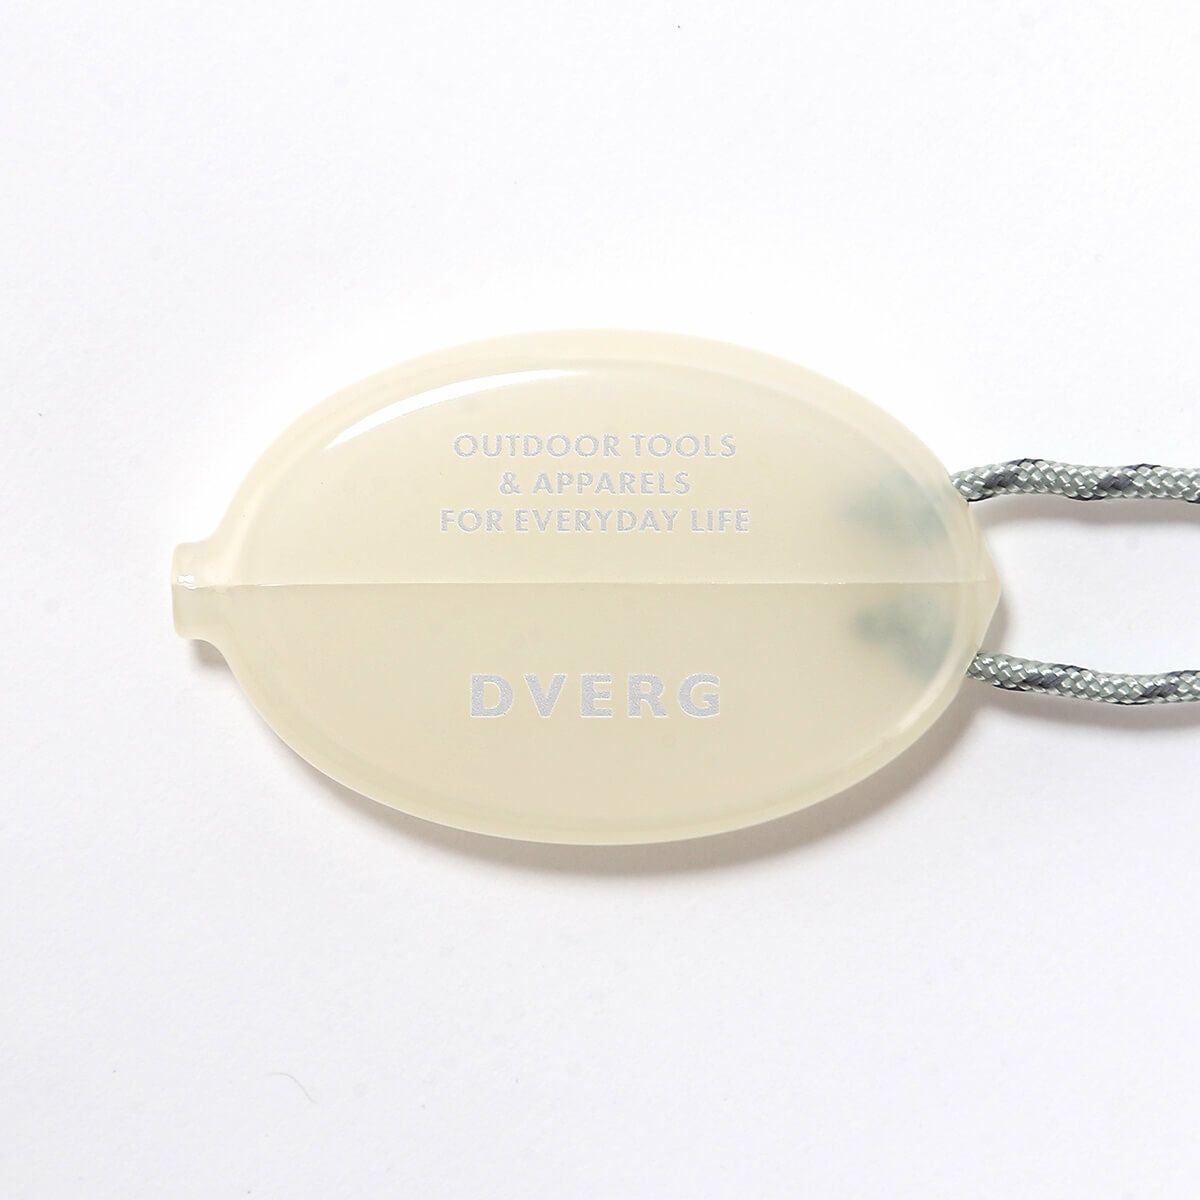 OUTDOOR TOOLS
& APPARELS
FOR EVERYDAY LIFE
DVERG